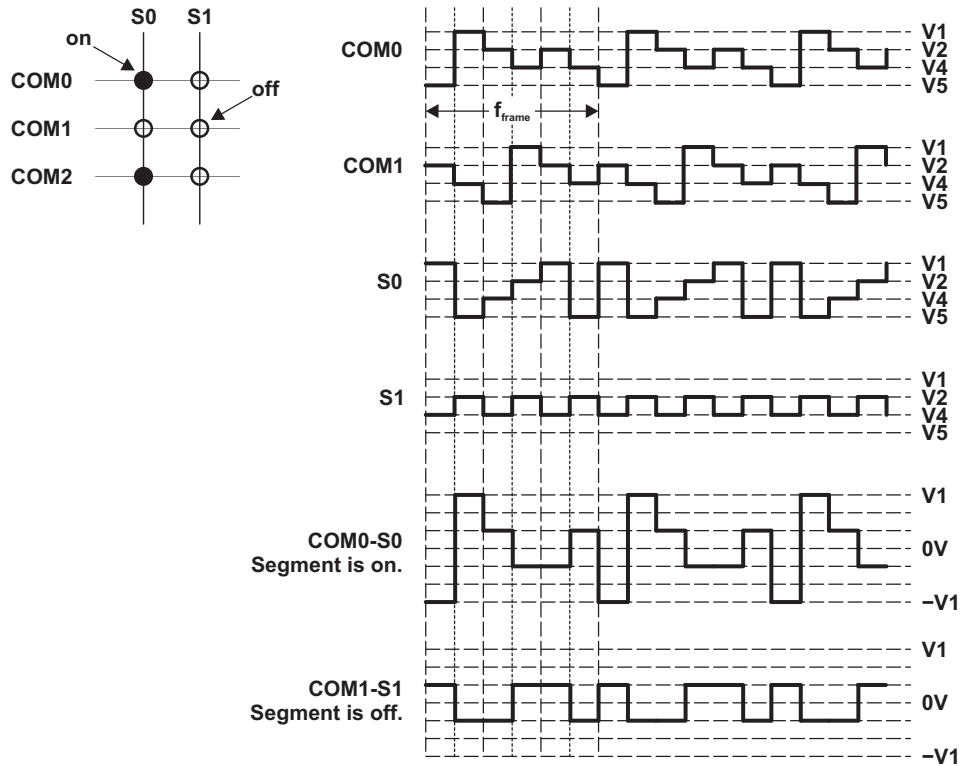 S0 S1
on
COM0
off
COM1
COM2
COM0
V1
V2
V4
V5
fframe
COM1
V1
V2
V4
V5
S0
V1
V2
V4
V5
S1
V1
V2
V4
V5
COM0-S0
Segment is on.
V1
0V
−V1
COM1-S1
Segment is off.
V1
0V
−V1